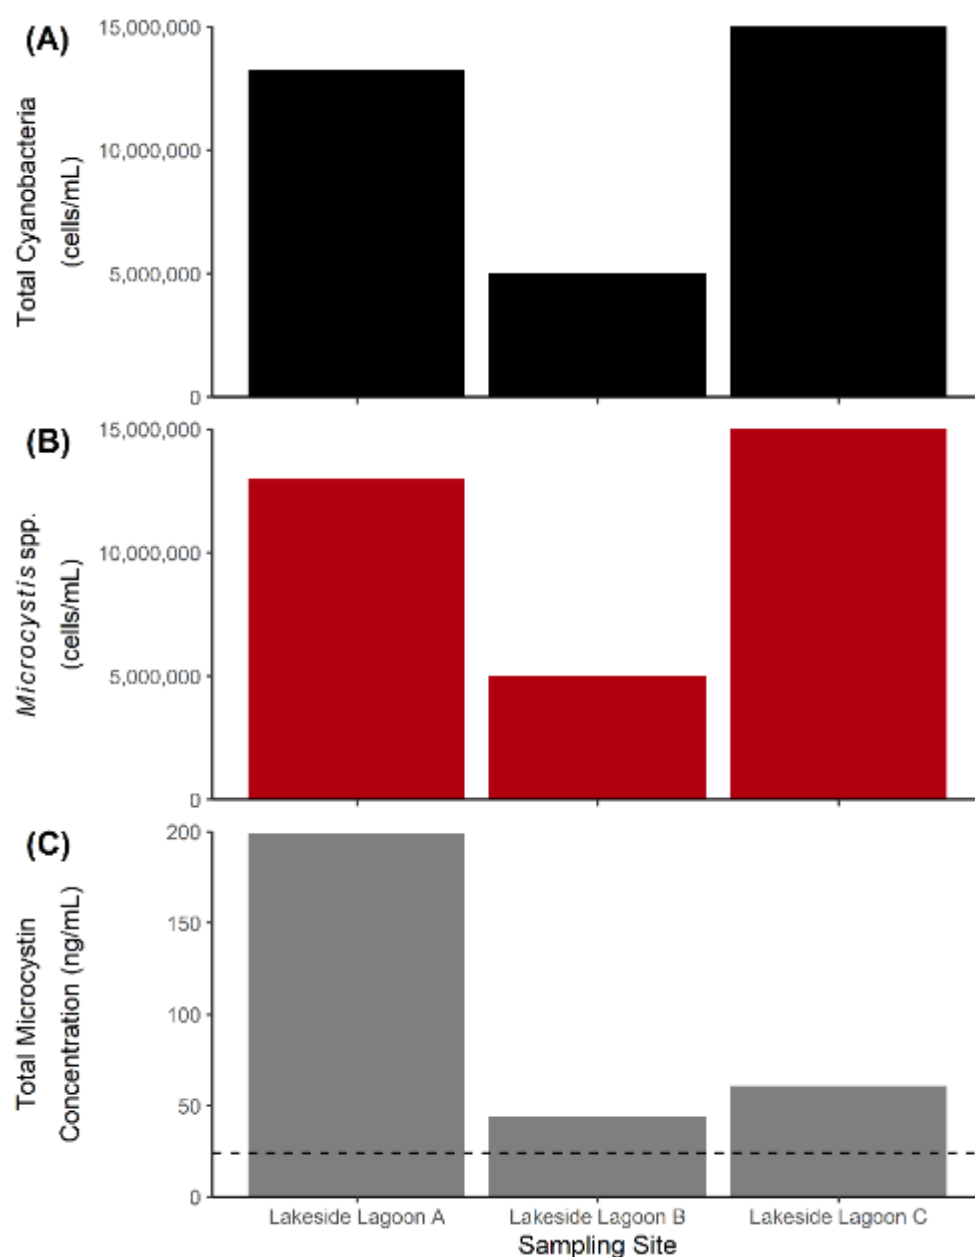 (A)
Total Cyanobacteria
(cells/mL)
15,000,000
10,000,000
5,000,000
0
(B)
Microcystis spp.
(cells/mL)
15,000,000
10,000,000
5,000,000
0
(C)
Total Microcystin
Concentration (ng/mL)
200
150
100
50
0
Lakeside Lagoon A
Lakeside Lagoon B
Lakeside Lagoon C
Sampling Site